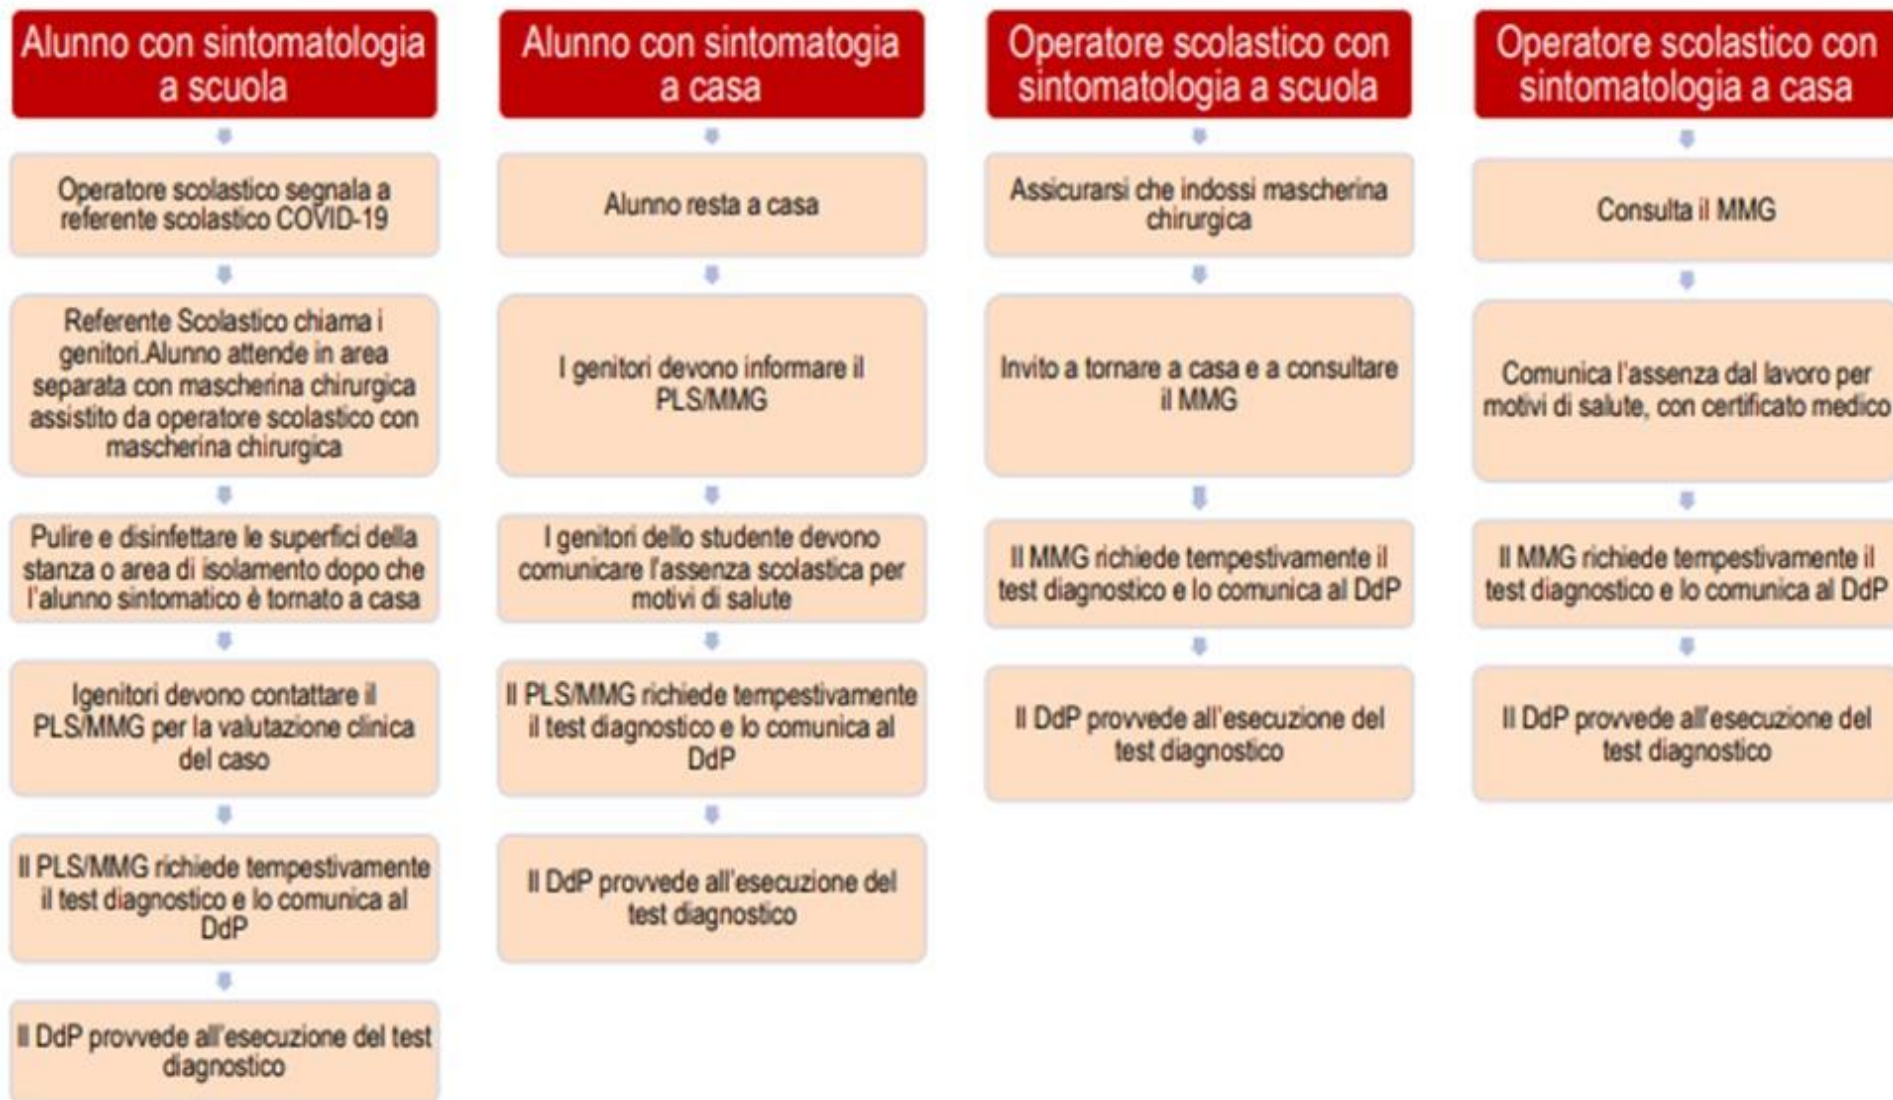 Alunno con sintomatologia
a scuola
Operatore scolastico segnala a
referente scolastico COVID-19
Referente Scolastico chiama i
genitori.Alunno attende in area
separata con mascherina chirurgica
assistito da operatore scolastico con
mascherina chirurgica
Pulire e disinfettare le superfici della
stanza o area di isolamento dopo che
l'alunno sintomatico è tornato a casa
Igenitori devono contattare il
PLS/MMG per la valutazione clinica
del caso
Il PLS/MMG richiede tempestivamente
il test diagnostico e lo comunica al
DdP
Il DdP provvede all'esecuzione del test
diagnostico
Alunno con sintomatogia
a casa
Alunno resta a casa
I genitori devono informare il
PLS/MMG
I genitori dello studente devono
comunicare l'assenza scolastica per
motivi di salute
Il PLS/MMG richiede tempestivamente
il test diagnostico e lo comunica al
DdP
Il DdP provvede all'esecuzione del
test diagnostico
Operatore scolastico con
sintomatologia a scuola
Assicurarsi che indossi mascherina
chirurgica
Invito a tornare a casa e a consultare
il MMG
Il MMG richiede tempestivamente il
test diagnostico e lo comunica al DdP
Il DdP provvede all'esecuzione del
test diagnostico
Operatore scolastico con
sintomatologia a casa
Consulta il MMG
Comunica l'assenza dal lavoro per
motivi di salute, con certificato medico
Il MMG richiede tempestivamente il
test diagnostico e lo comunica al DdP
Il DdP provvede all'esecuzione del
test diagnostico